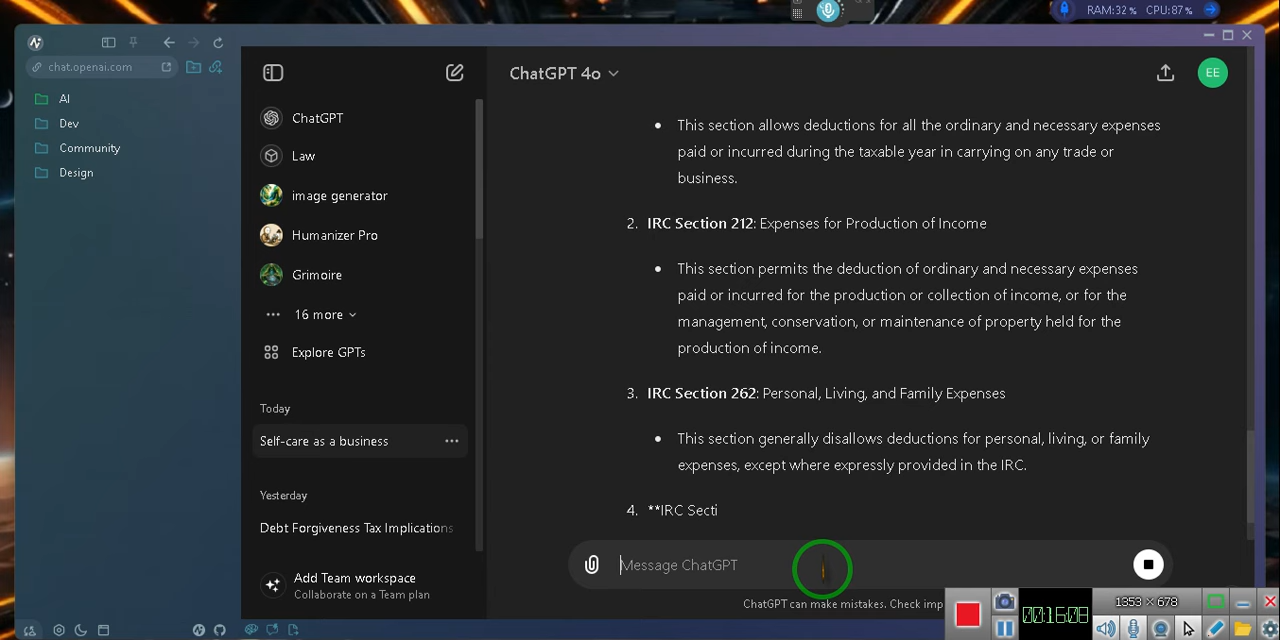 RAM:32% CPU:87%
chat.openai.com
AI
Dev
Community
Design
ChatGPT
Law
image generator
Humanizer Pro
Grimoire
16 more
Explore GPTs
Today
Self-care as a business
Yesterday
Debt Forgiveness Tax Implications
Add Team workspace
Collaborate on a Team plan
ChatGPT 4o
EE
• This section allows deductions for all the ordinary and necessary expenses
paid or incurred during the taxable year in carrying on any trade or
business.
2. IRC Section 212: Expenses for Production of Income
• This section permits the deduction of ordinary and necessary expenses
paid or incurred for the production or collection of income, or for the
management, conservation, or maintenance of property held for the
production of income.
3. IRC Section 262: Personal, Living, and Family Expenses
• This section generally disallows deductions for personal, living, or family
expenses, except where expressly provided in the IRC.
4. **IRC Secti
Message ChatGPT
ChatGPT can make mistakes. Check imp
00:16:08
1353 × 678